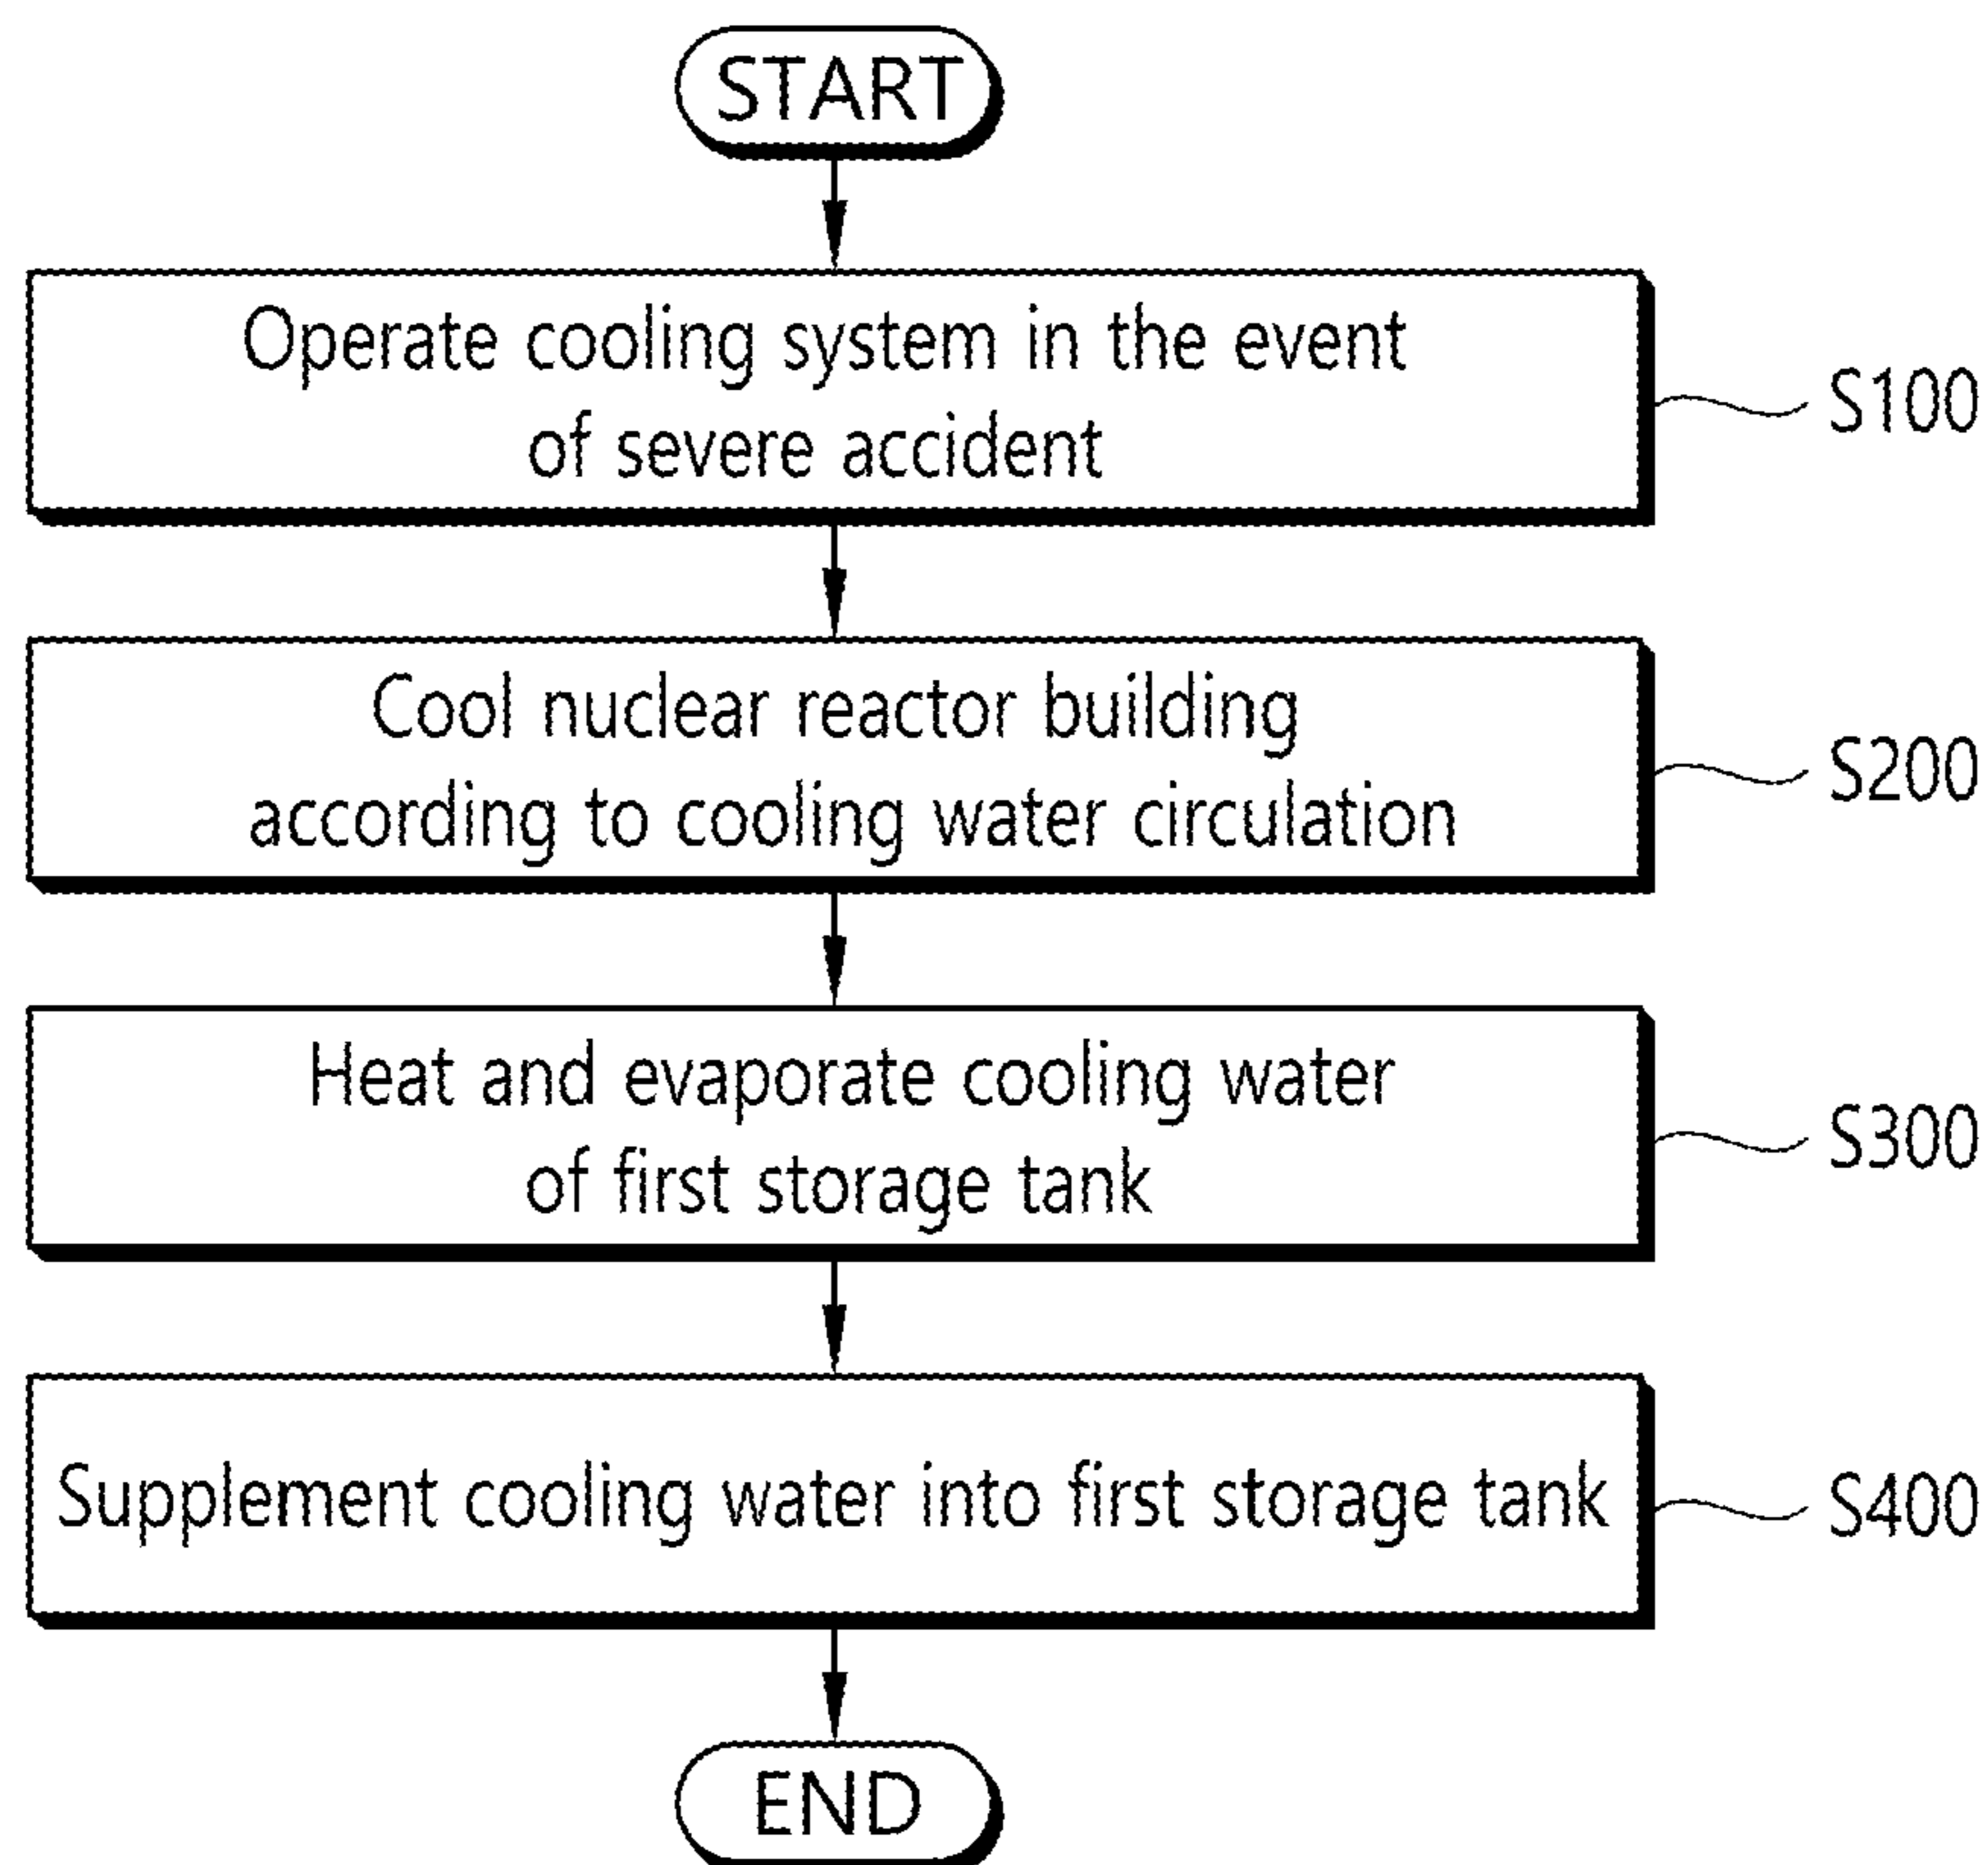 START
Operate cooling system in the event
of severe accident
S100
Cool nuclear reactor building
according to cooling water circulation
S200
Heat and evaporate cooling water
of first storage tank
S300
Supplement cooling water into first storage tank
S400
END